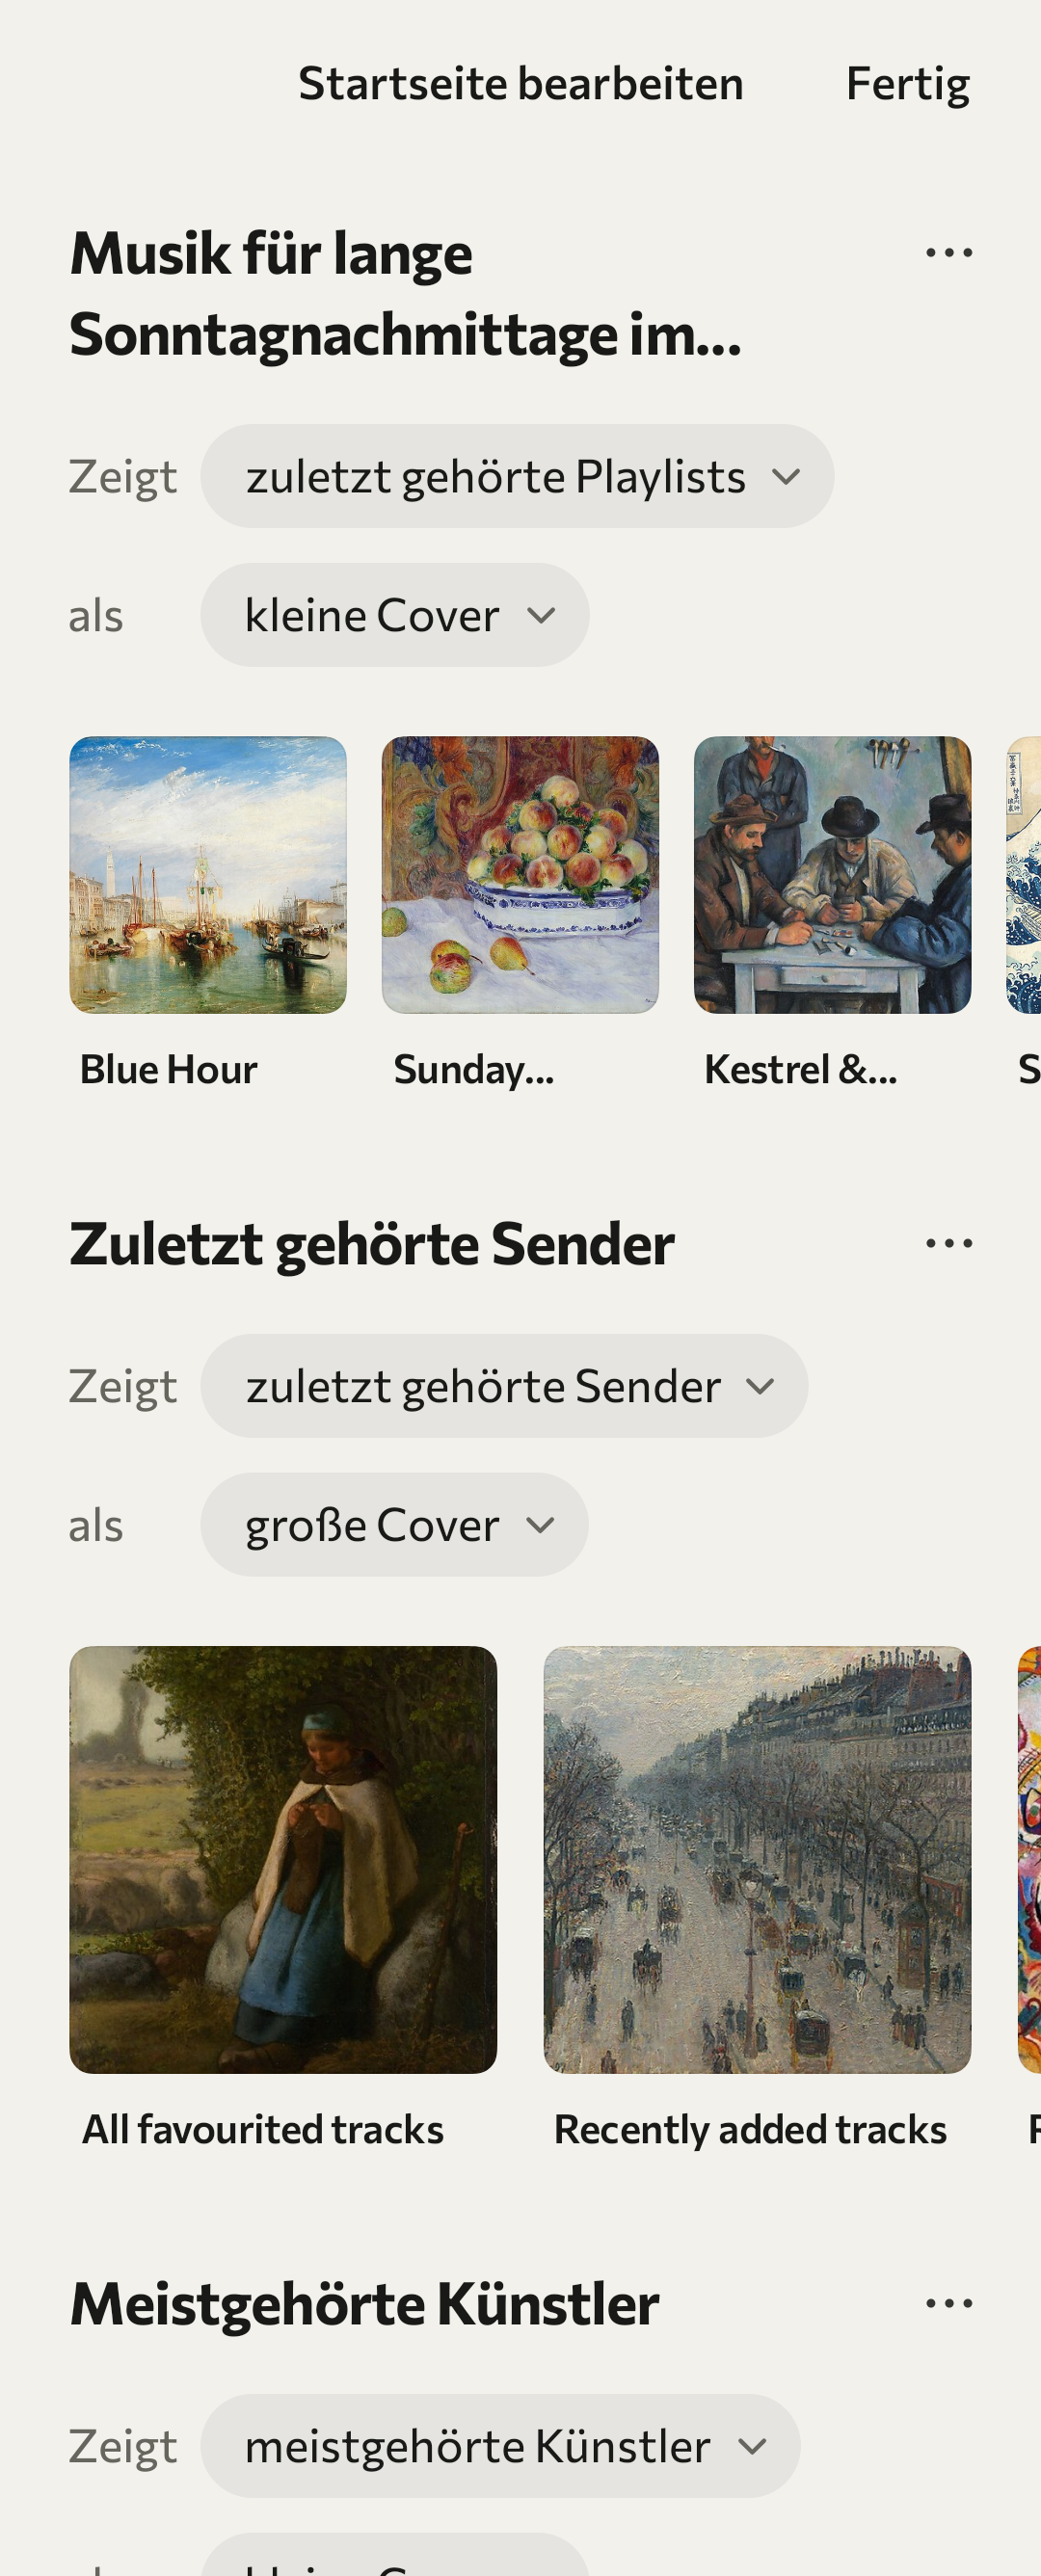 Startseite bearbeiten
Fertig
Musik für lange
Sonntagnachmittage im...
Zeigt zuletzt gehörte Playlists
als kleine Cover
Blue Hour
Sunday...
Kestrel &...
Zuletzt gehörte Sender
Zeigt zuletzt gehörte Sender
als große Cover
All favourited tracks
Recently added tracks
Meistgehörte Künstler
Zeigt meistgehörte Künstler